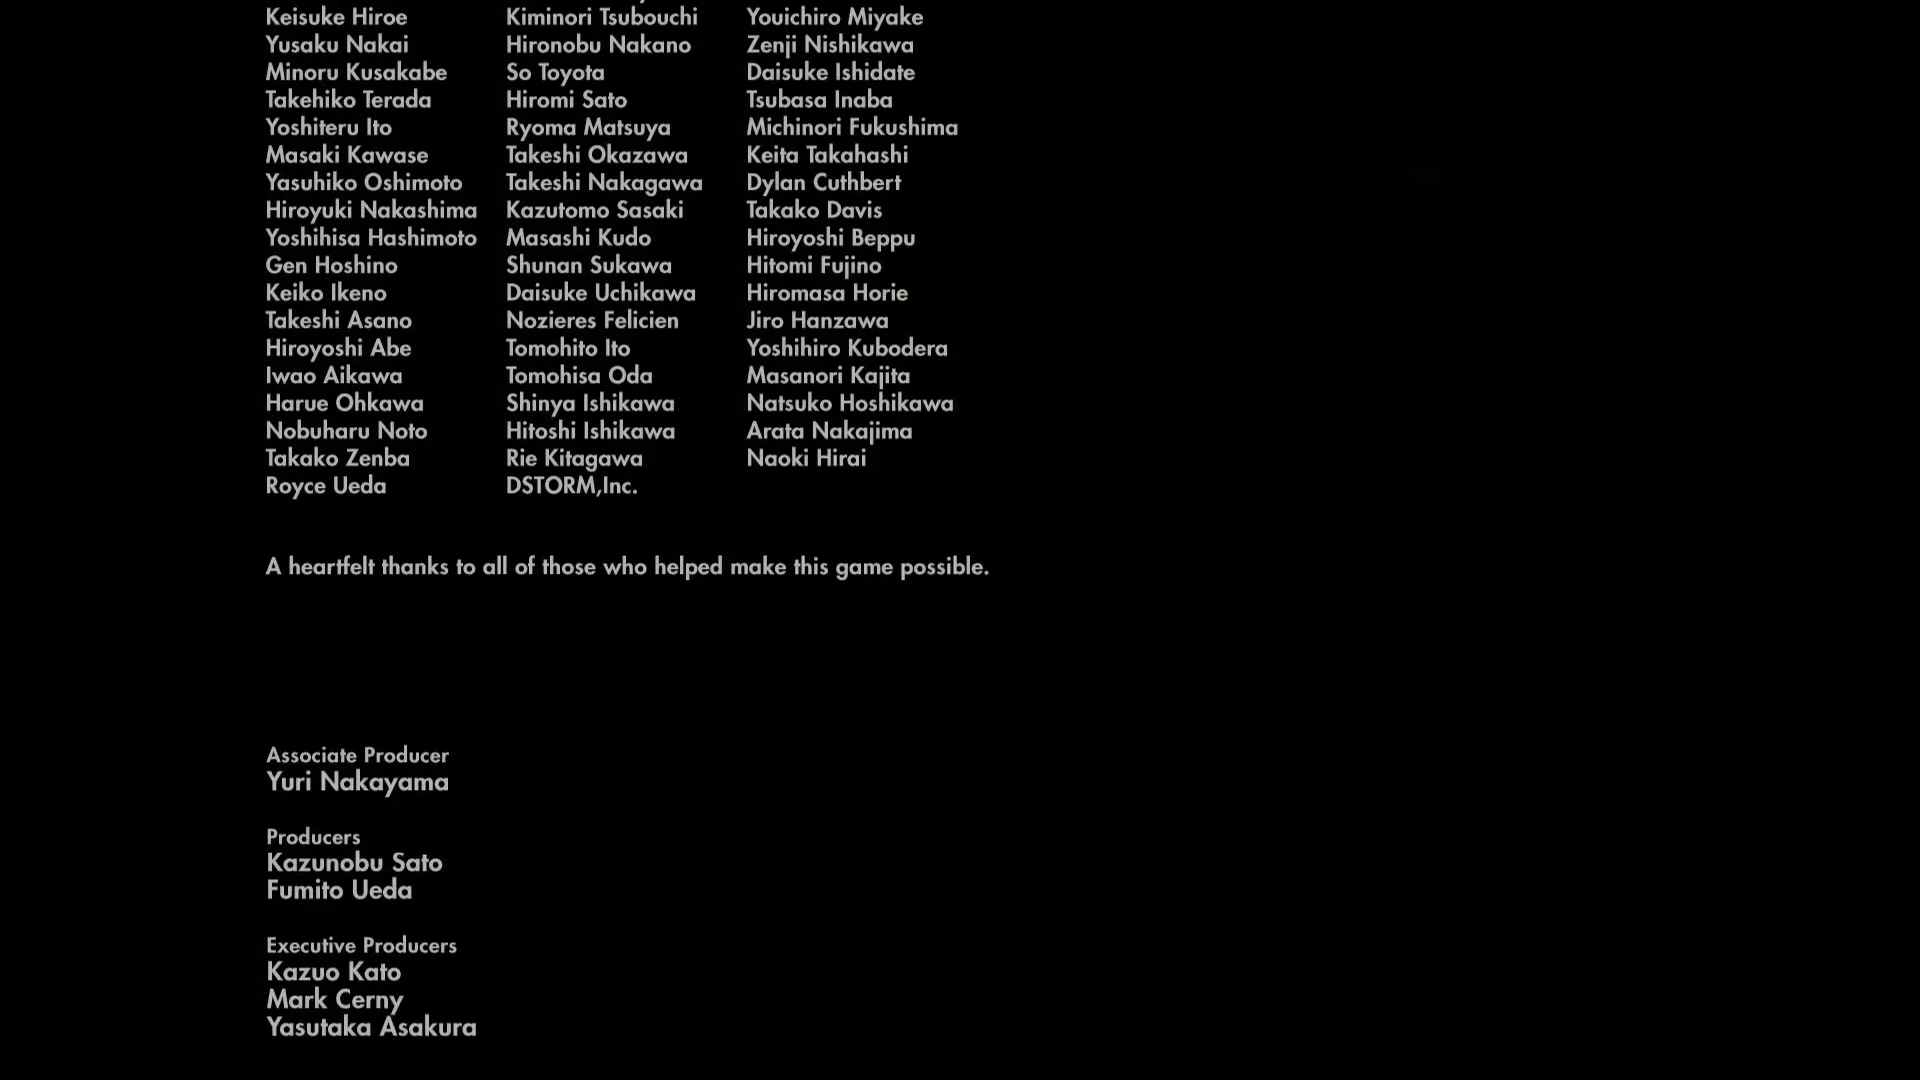 Keisuke Hiroe Kiminori Tsubouchi Youichiro Miyake
Yusaku Nakai Hironobu Nakano Zenji Nishikawa
Minoru Kusakabe So Toyota Daisuke Ishidate
Takehiko Terada Hiromi Sato Tsubasa Inaba
Yoshiteru Ito Ryoma Matsuya Michinori Fukushima
Masaki Kawase Takeshi Okazawa Keita Takahashi
Yasuhiko Oshimoto Takeshi Nakagawa Dylan Cuthbert
Hiroyuki Nakashima Kazutomo Sasaki Takako Davis
Yoshihisa Hashimoto Masashi Kudo Hiroyoshi Beppu
Gen Hoshino Shunan Sukawa Hitomi Fujino
Keiko Ikeno Daisuke Uchikawa Hiromasa Horie
Takeshi Asano Nozieres Felicien Jiro Hanzawa
Hiroyoshi Abe Tomohito Ito Yoshihiro Kubodera
Iwao Aikawa Tomohisa Oda Masanori Kajita
Harue Ohkawa Shinya Ishikawa Natsuko Hoshikawa
Nobuharu Noto Hitoshi Ishikawa Arata Nakajima
Takako Zenba Rie Kitagawa Naoki Hirai
Royce Ueda DSTORM,Inc.
A heartfelt thanks to all of those who helped make this game possible.
Associate Producer
Yuri Nakayama
Producers
Kazunobu Sato
Fumito Ueda
Executive Producers
Kazuo Kato
Mark Cerny
Yasutaka Asakura